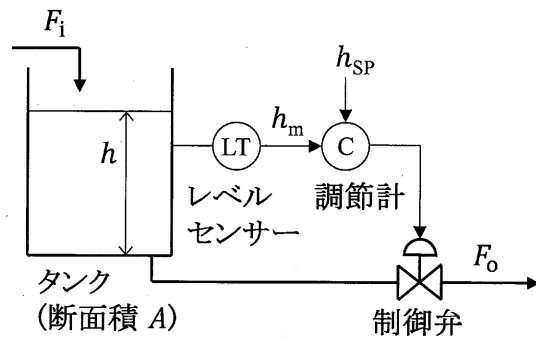 F_i
h_SP
h
LT
h_m
C
レベル
センサー
調節計
F_o
タンク
(断面積 A)
制御弁